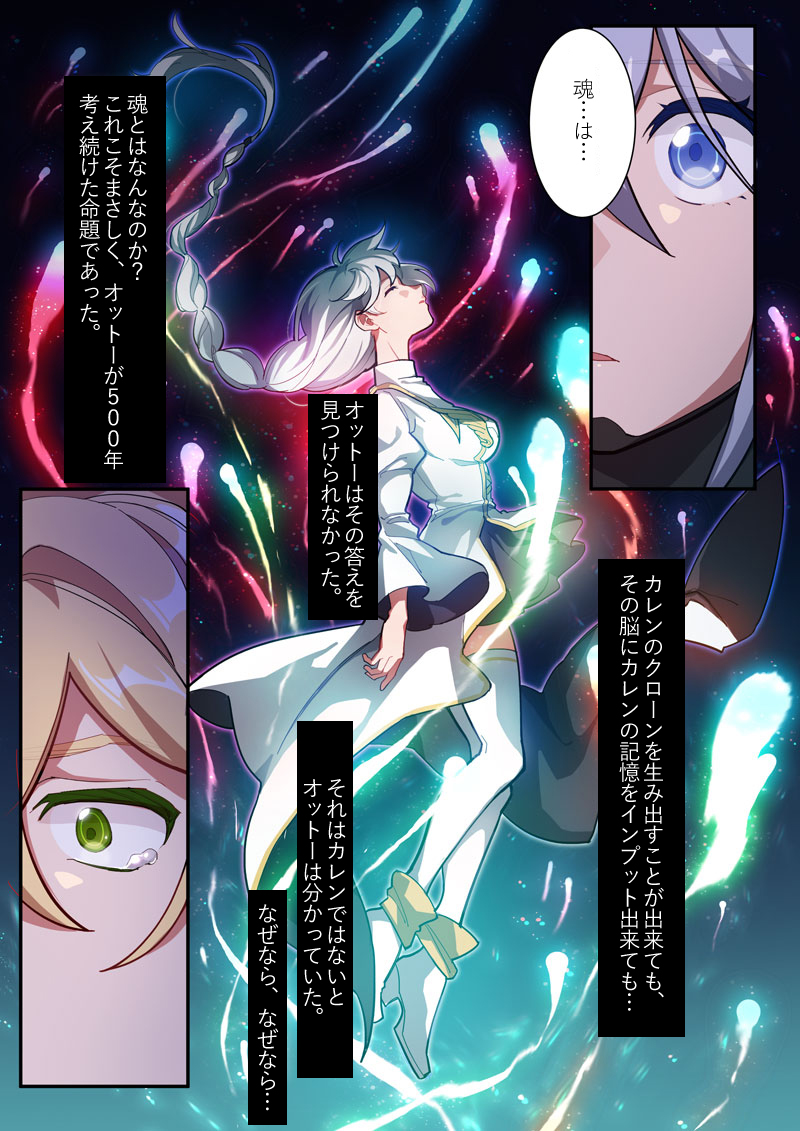 魂…は…
魂とはなんなのか？
これこそまさしく、オットーが５００年
考え続けた命題であった。
オットーはその答えを
見つけられなかった。
カレンのクローンを生み出すことが出来ても、
その脳にカレンの記憶をインプット出来ても…
それはカレンではないと
オットーは分かっていた。
なぜなら、なぜなら…